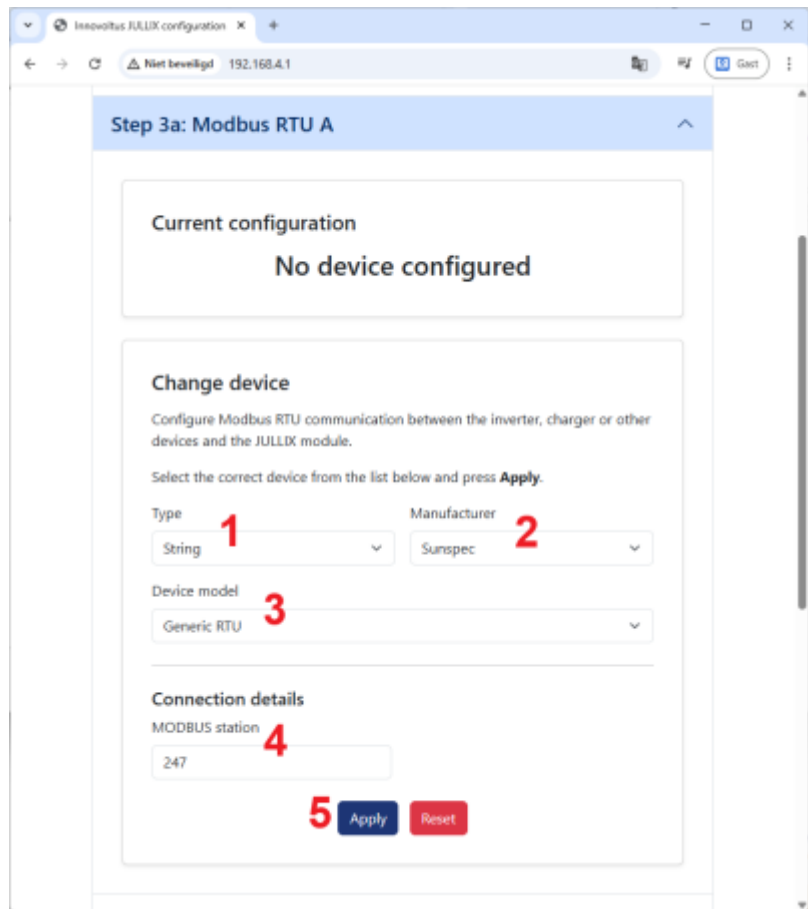 Innovoltus JULLIX configuration
Niet beveiligd 192.168.4.1
Gast
Step 3a: Modbus RTU A
Current configuration
No device configured
Change device
Configure Modbus RTU communication between the inverter, charger or other
devices and the JULLIX module.
Select the correct device from the list below and press Apply.
Type Manufacturer
1 2
String Sunspec
Device model
3
Generic RTU
Connection details
MODBUS station
4
247
5 Apply Reset